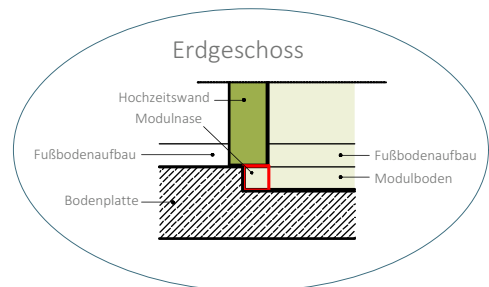 Erdgeschoss
Hochzeitswand
Modulnase
Fußbodenaufbau
Fußbodenaufbau
Modulboden
Bodenplatte